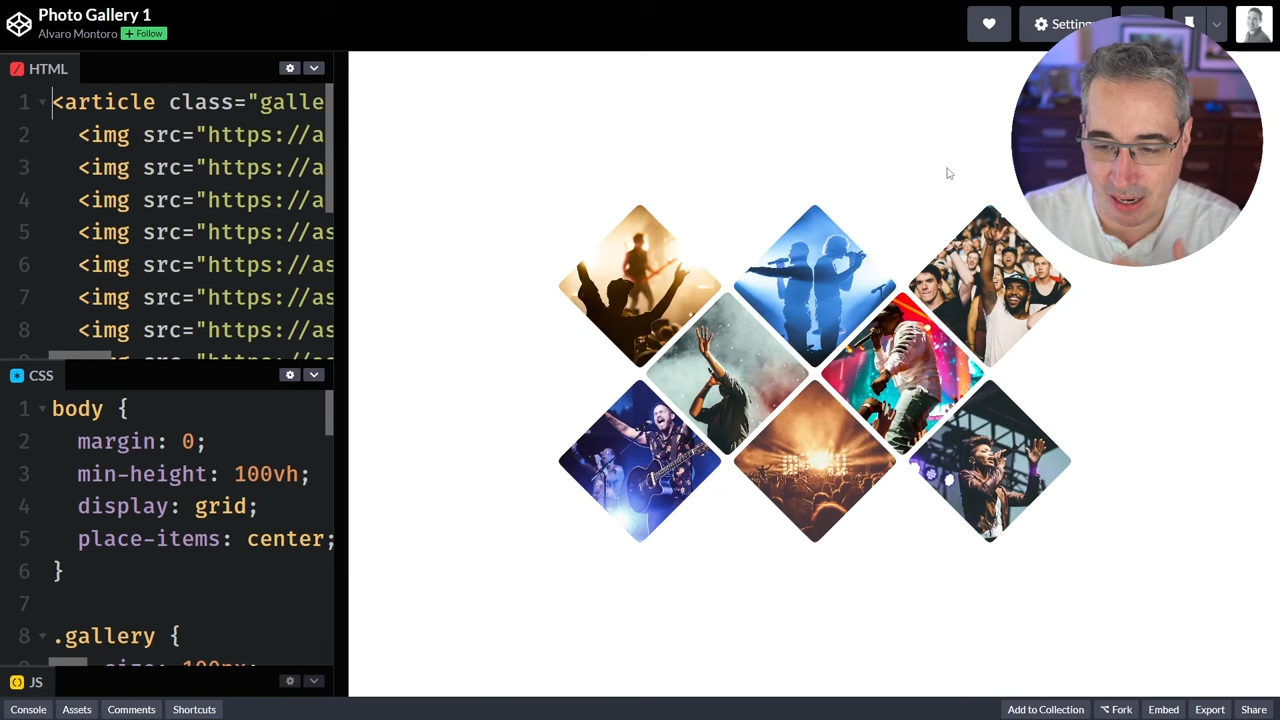 Photo Gallery 1
Alvaro Montoro + Follow
HTML
1 <article class="galle
2 <img src="https://a
3 <img src="https://a
4 <img src="https://a
5 <img src="https://as
6 <img src="https://as
7 <img src="https://as
8 <img src="https://as
CSS
1 body {
2 margin: 0;
3 min-height: 100vh;
4 display: grid;
5 place-items: center;
6 }
7
8 .gallery {
size: 100px;
JS
Console Assets Comments Shortcuts
Add to Collection Fork Embed Export Share